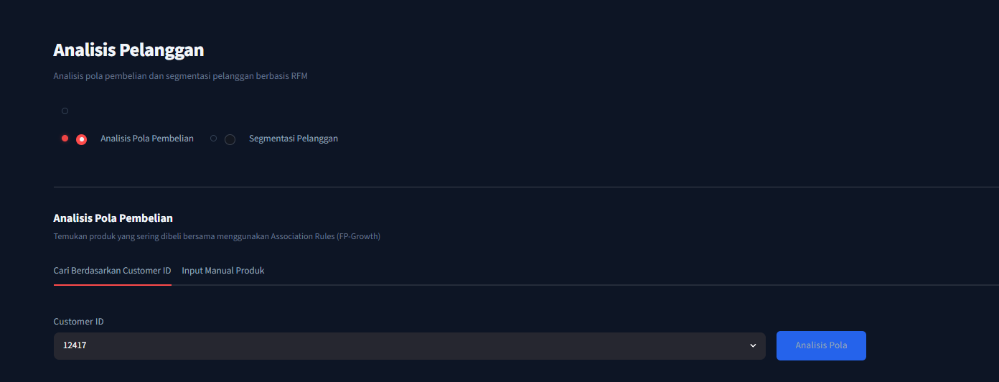 Analisis Pelanggan
Analisis pola pembelian dan segmentasi pelanggan berbasis RFM
Analisis Pola Pembelian Segmentasi Pelanggan
Analisis Pola Pembelian
Temukan produk yang sering dibeli bersama menggunakan Association Rules (FP-Growth)
Cari Berdasarkan Customer ID Input Manual Produk
Customer ID
12417 Analisis Pola